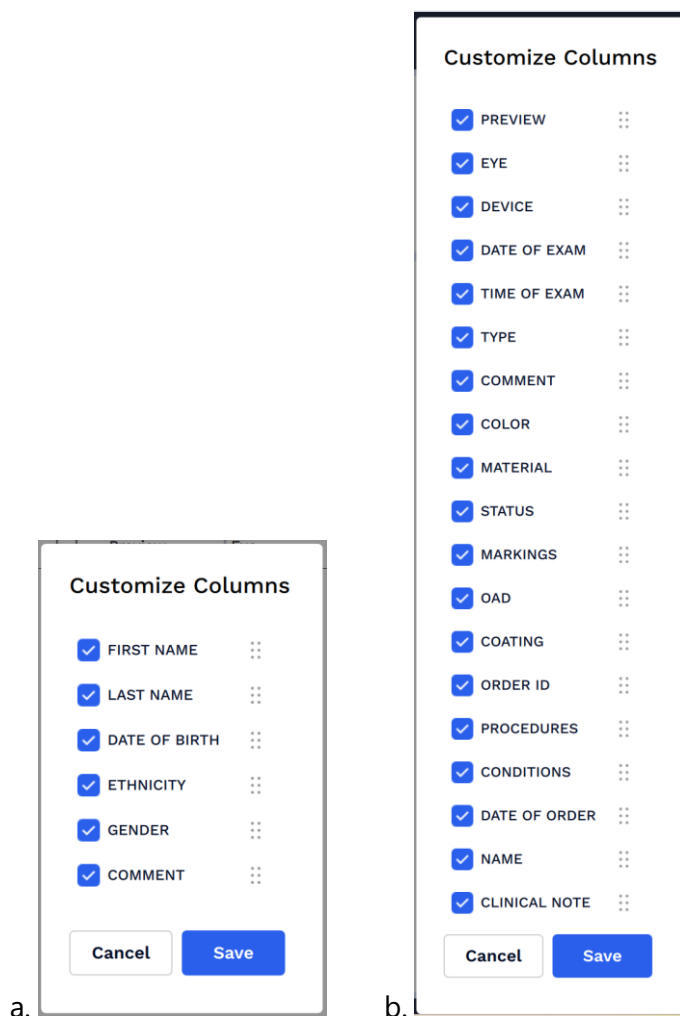 Customize Columns
FIRST NAME
LAST NAME
DATE OF BIRTH
ETHNICITY
GENDER
COMMENT
Cancel Save
a.
Customize Columns
PREVIEW
EYE
DEVICE
DATE OF EXAM
TIME OF EXAM
TYPE
COMMENT
COLOR
MATERIAL
STATUS
MARKINGS
OAD
COATING
ORDER ID
PROCEDURES
CONDITIONS
DATE OF ORDER
NAME
CLINICAL NOTE
Cancel Save
b.